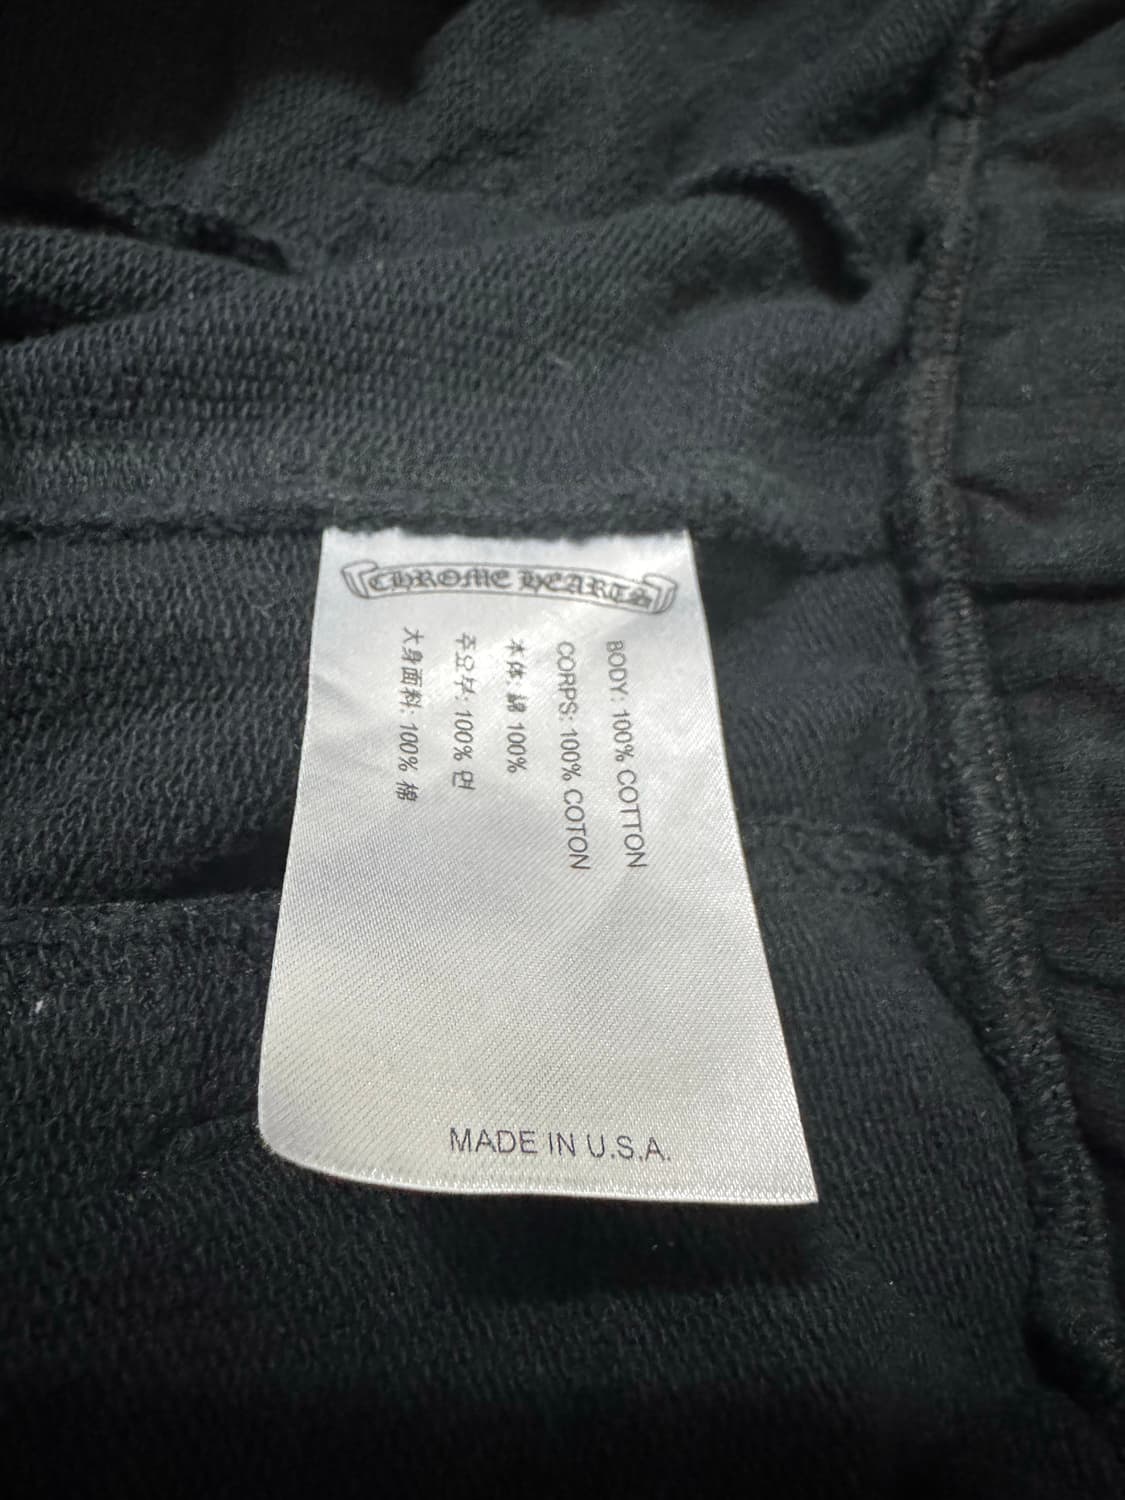 CHROME HEARTS
BODY: 100% COTTON
CORPS: 100% COTON
本体: 綿 100%
주요부: 100% 면
大身面料: 100% 棉
MADE IN U.S.A.